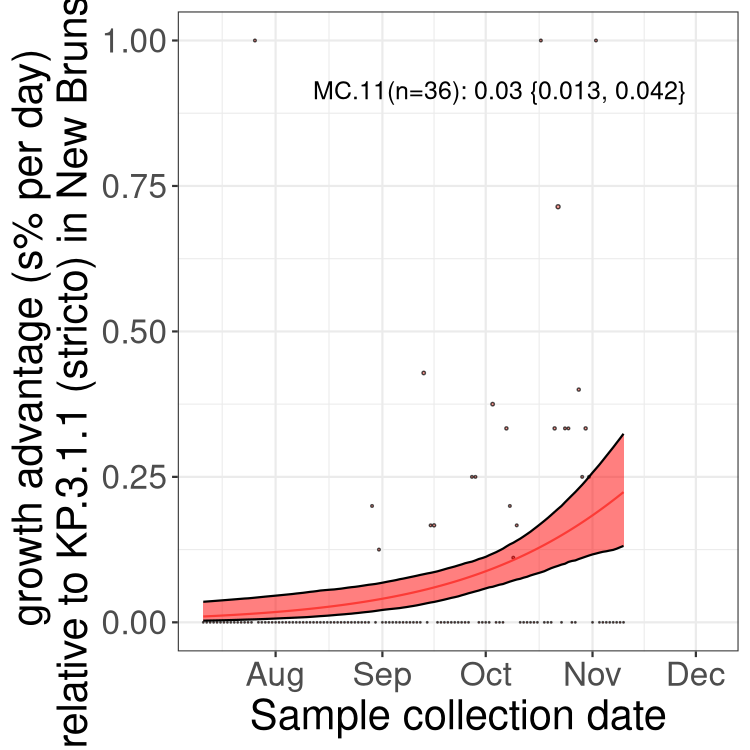 growth advantage (s% per day)
relative to KP.3.1.1 (stricto) in New Bruns
1.00
0.75
0.50
0.25
0.00
MC.11(n=36): 0.03 {0.013, 0.042}
Aug Sep Oct Nov Dec
Sample collection date